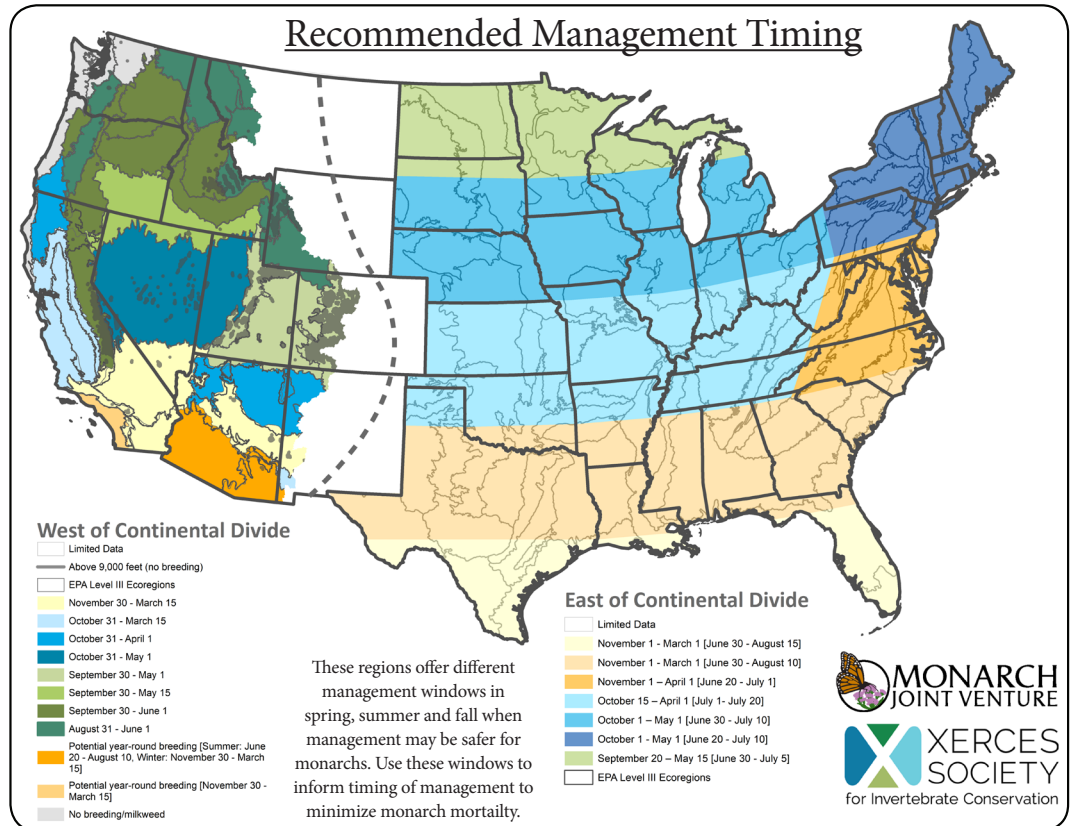 Recommended Management Timing
West of Continental Divide
Limited Data
Above 9,000 feet (no breeding)
EPA Level III Ecoregions
November 30 - March 15
October 31 - March 15
October 31 - April 1
October 31 - May 1
September 30 - May 1
September 30 - May 15
September 30 - June 1
August 31 - June 1
Potential year-round breeding [Summer: June
20 - August 10, Winter: November 30 - March
15]
Potential year-round breeding [November 30 -
March 15]
No breeding/milkweed
These regions offer different
management windows in
spring, summer and fall when
management may be safer for
monarchs. Use these windows to
inform timing of management to
minimize monarch mortailty.
East of Continental Divide
Limited Data
November 1 - March 1 [June 30 - August 15]
November 1 - March 1 [June 30 - August 10]
November 1 – April 1 [June 20 - July 1]
October 15 – April 1 [July 1- July 20]
October 1 – May 1 [June 30 - July 10]
October 1 - May 1 [June 20 - July 10]
September 20 – May 15 [June 30 - July 5]
EPA Level III Ecoregions
MONARCH
JOINT VENTURE
XERCES
SOCIETY
for Invertebrate Conservation